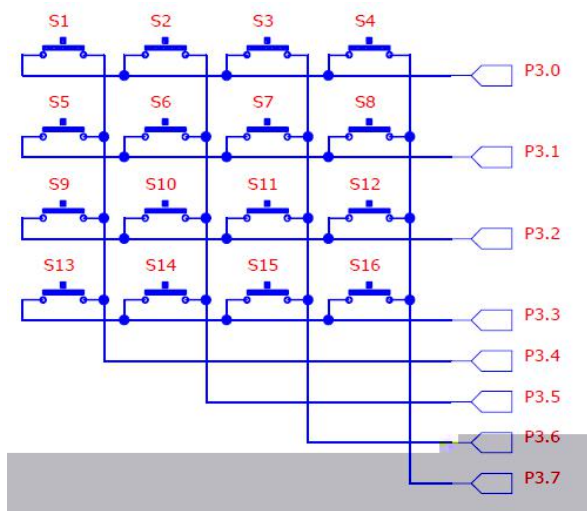 S1 S2 S3 S4
P3.0
S5 S6 S7 S8
P3.1
S9 S10 S11 S12
P3.2
S13 S14 S15 S16
P3.3
P3.4
P3.5
P3.6
P3.7